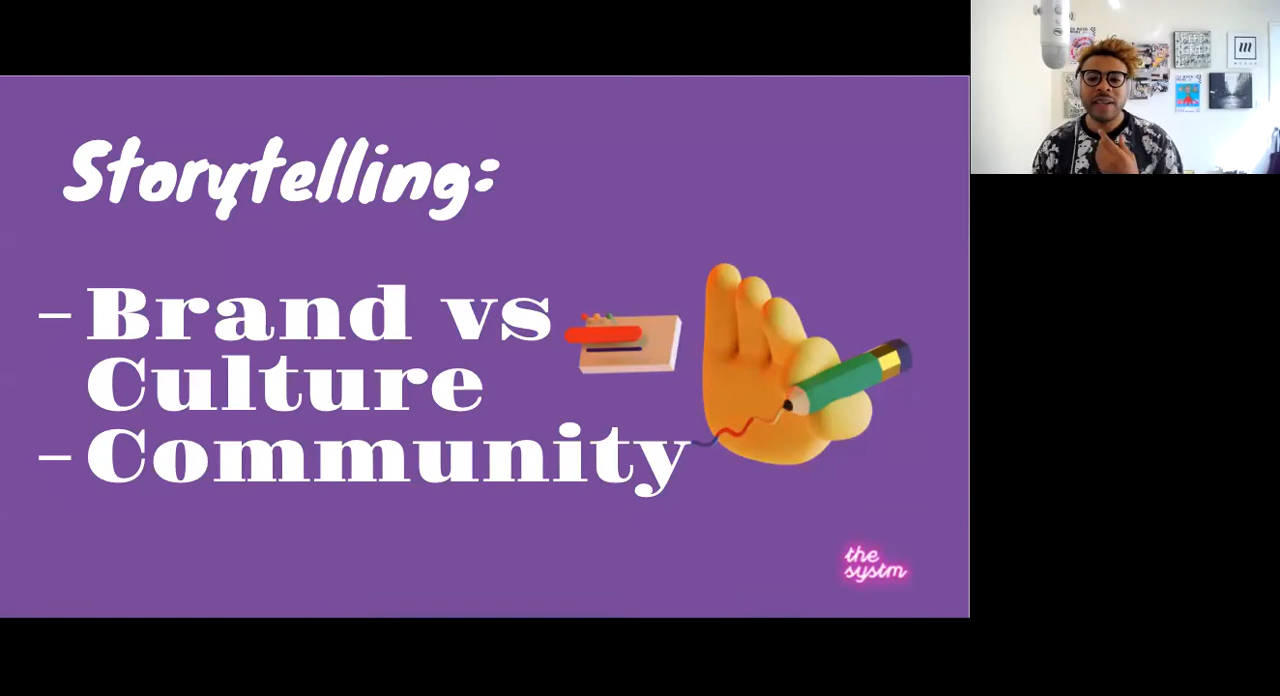 Storytelling:
– Brand vs
Culture
– Community
the
systm